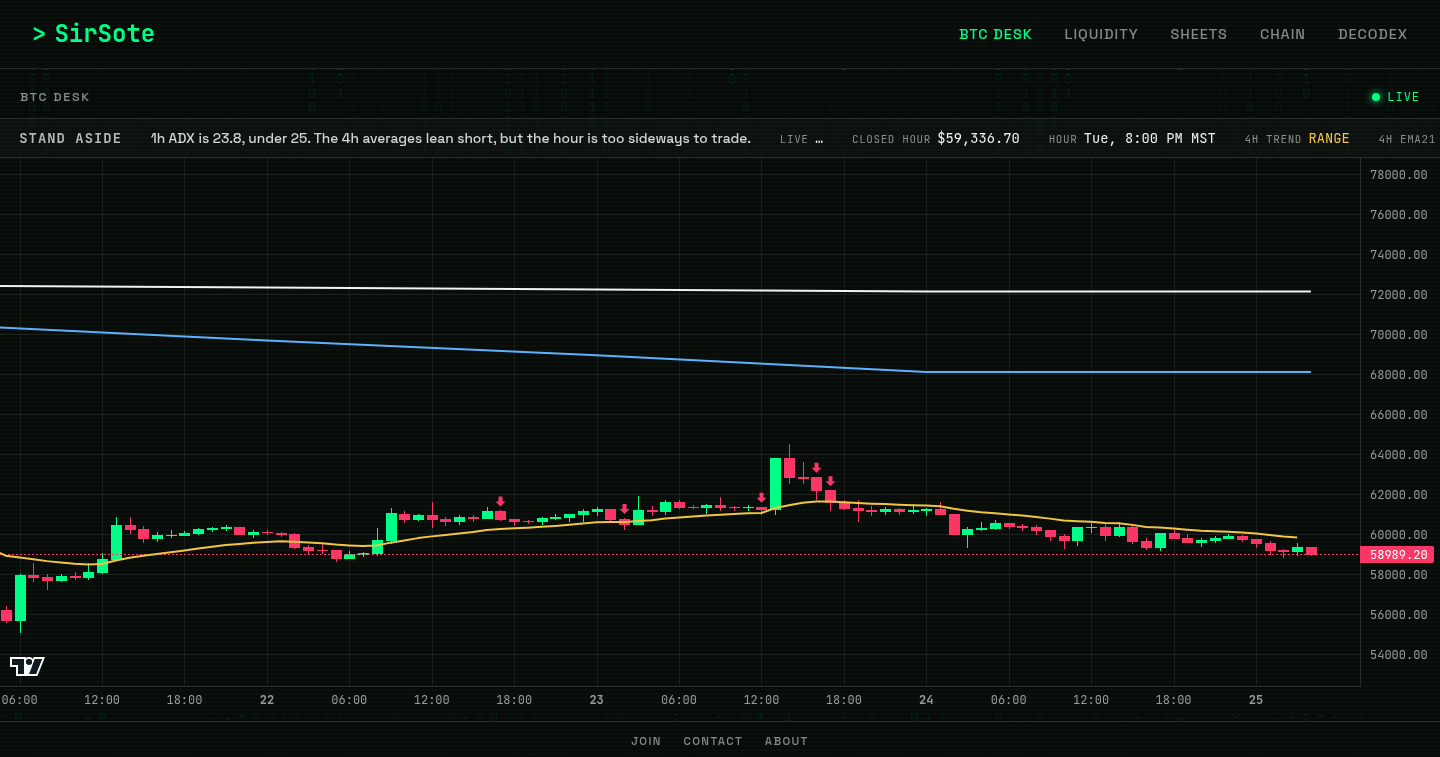 > SirSote
BTC DESK LIQUIDITY SHEETS CHAIN DECODEX
BTC DESK
LIVE
STAND ASIDE 1h ADX is 23.8, under 25. The 4h averages lean short, but the hour is too sideways to trade. LIVE … CLOSED HOUR $59,336.70 HOUR Tue, 8:00 PM MST 4H TREND RANGE 4H EMA21
78000.00
76000.00
74000.00
72000.00
70000.00
68000.00
66000.00
64000.00
62000.00
60000.00
58989.20
58000.00
56000.00
54000.00
06:00 12:00 18:00 22 06:00 12:00 18:00 23 06:00 12:00 18:00 24 06:00 12:00 18:00 25
JOIN CONTACT ABOUT